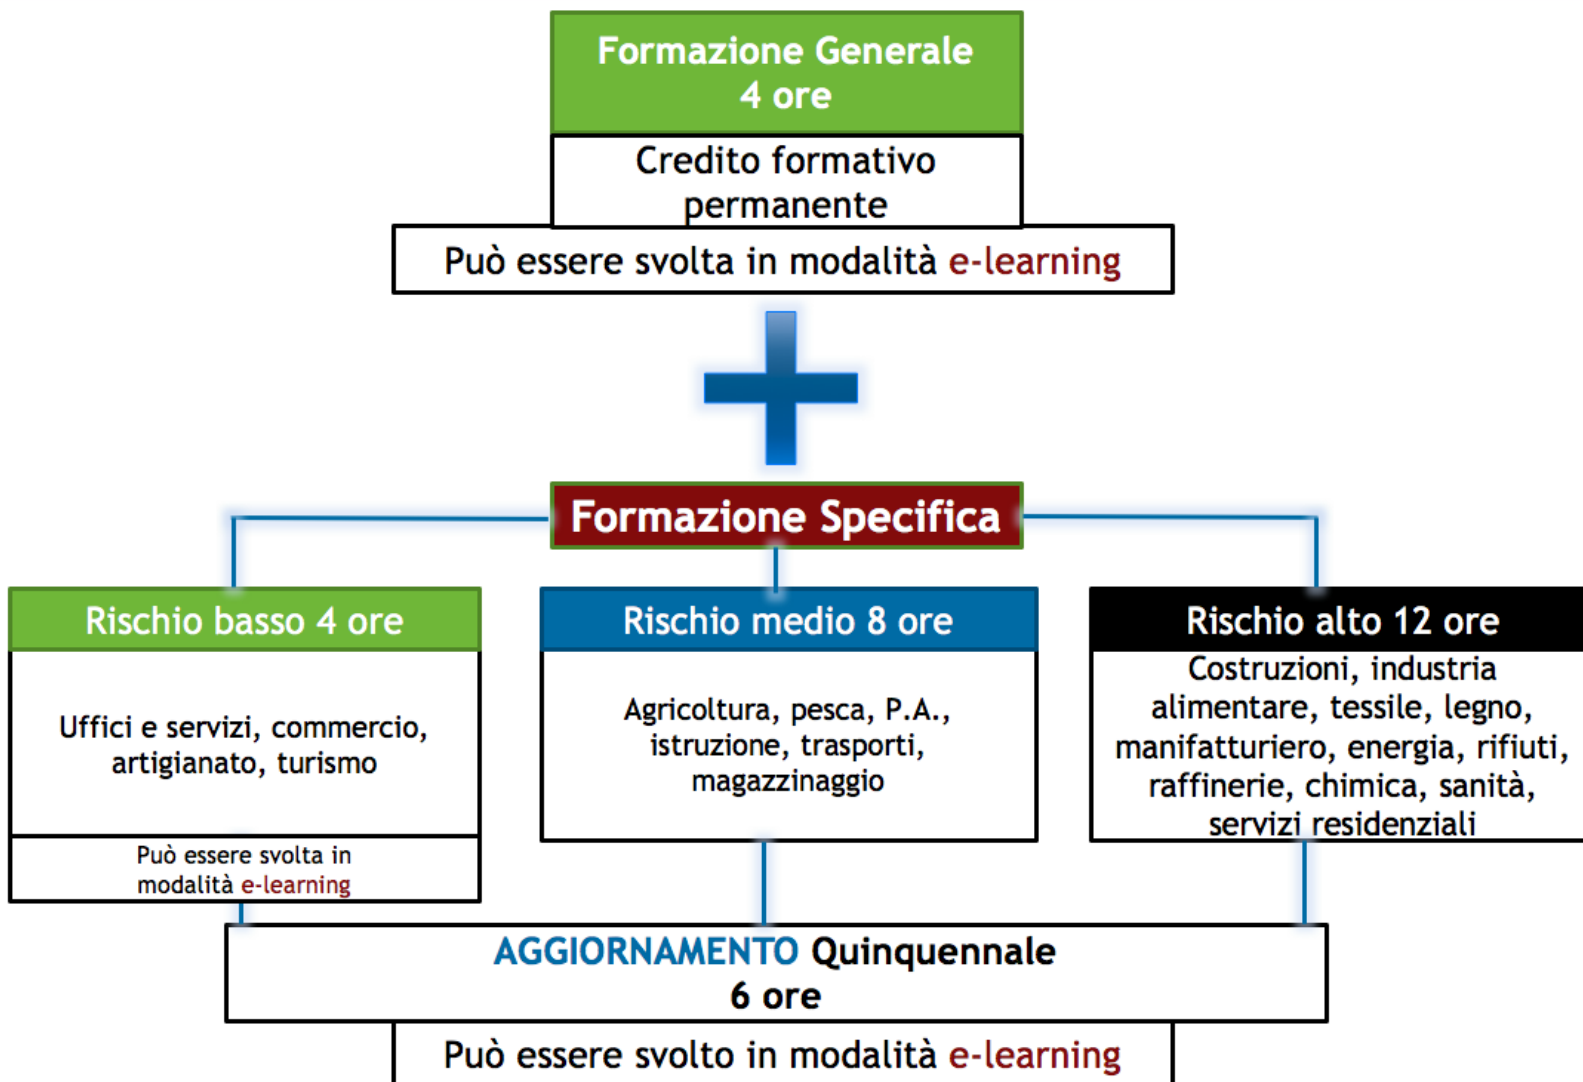 Formazione Generale
4 ore
Credito formativo
permanente
Può essere svolta in modalità e-learning
Formazione Specifica
Rischio basso 4 ore
Uffici e servizi, commercio,
artigianato, turismo
Può essere svolta in
modalità e-learning
Rischio medio 8 ore
Agricoltura, pesca, P.A.,
istruzione, trasporti,
magazzinaggio
Rischio alto 12 ore
Costruzioni, industria
alimentare, tessile, legno,
manifatturiero, energia, rifiuti,
raffinerie, chimica, sanità,
servizi residenziali
AGGIORNAMENTO Quinquennale
6 ore
Può essere svolto in modalità e-learning